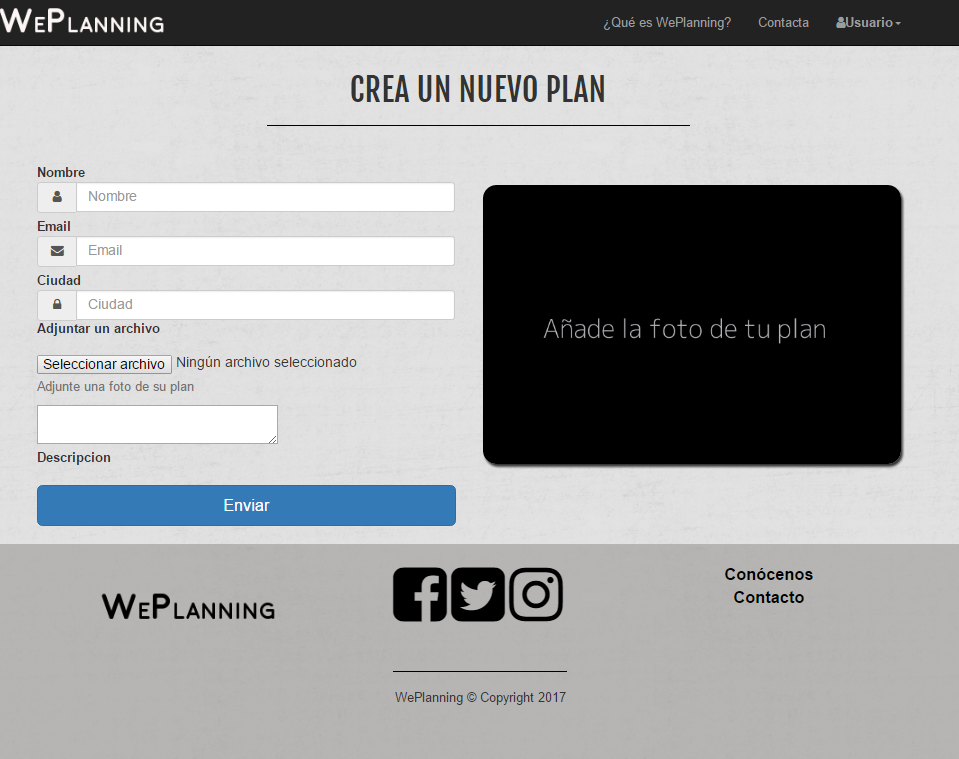 WEPLANNING
¿Qué es WePlanning? Contacta Usuario
CREA UN NUEVO PLAN
Nombre
Nombre
Email
Email
Ciudad
Ciudad
Adjuntar un archivo
Seleccionar archivo Ningún archivo seleccionado
Adjunte una foto de su plan
Descripcion
Enviar
Añade la foto de tu plan
WEPLANNING
Conócenos
Contacto
WePlanning © Copyright 2017